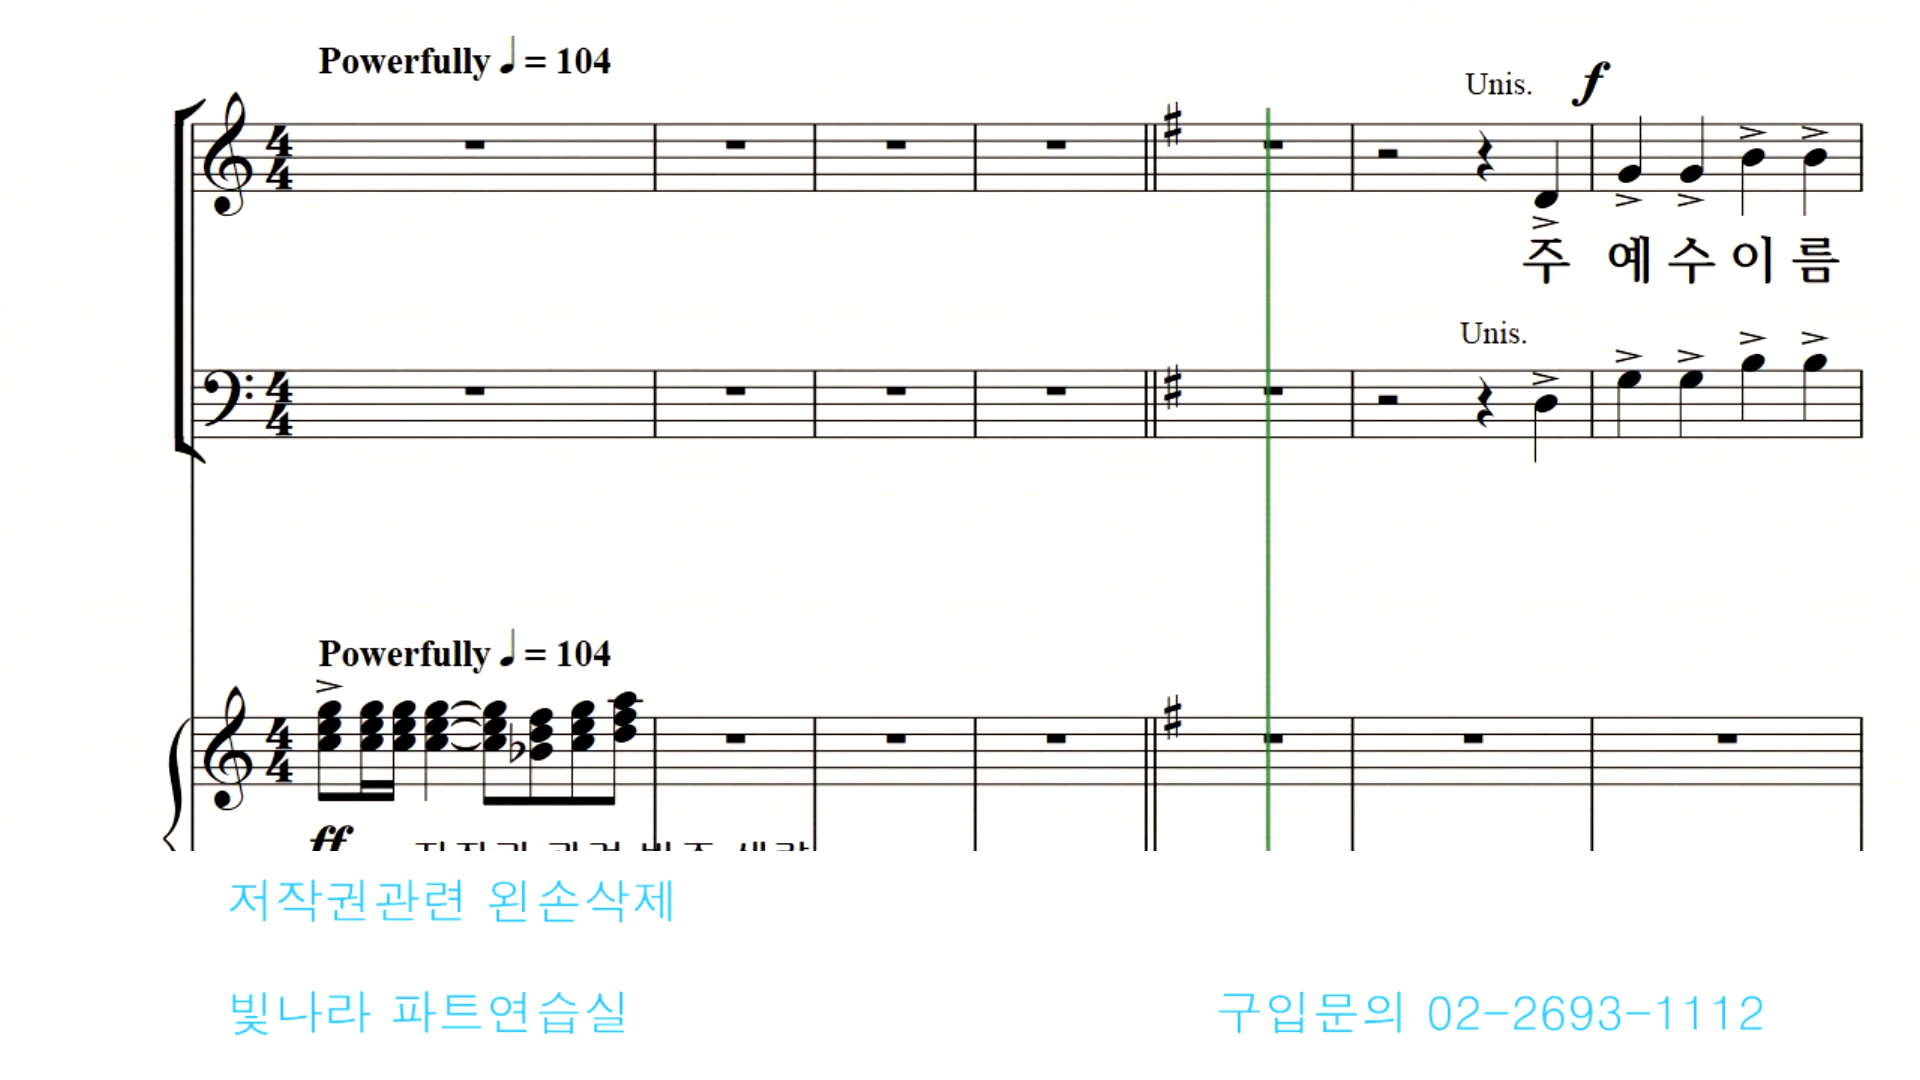 Powerfully ♩ = 104
Unis. f
주 예 수 이 름
Unis.
Powerfully ♩ = 104
ff
저작권관련 왼손삭제
빛나라 파트연습실
구입문의 02-2693-1112